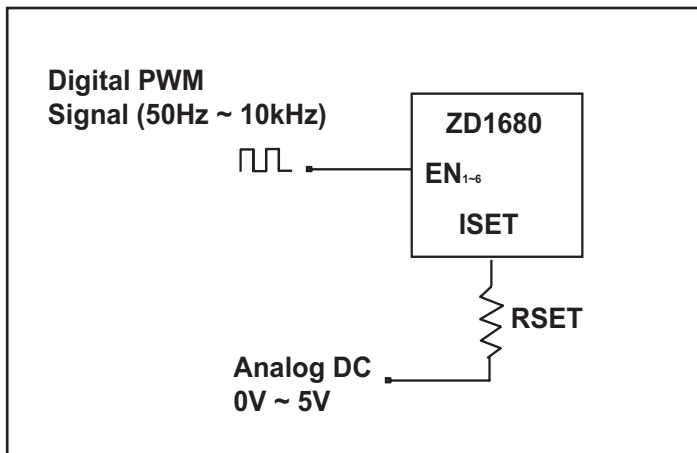 Digital PWM
Signal (50Hz ~ 10kHz)
ZD1680
EN1~6
ISET
RSET
Analog DC
0V ~ 5V